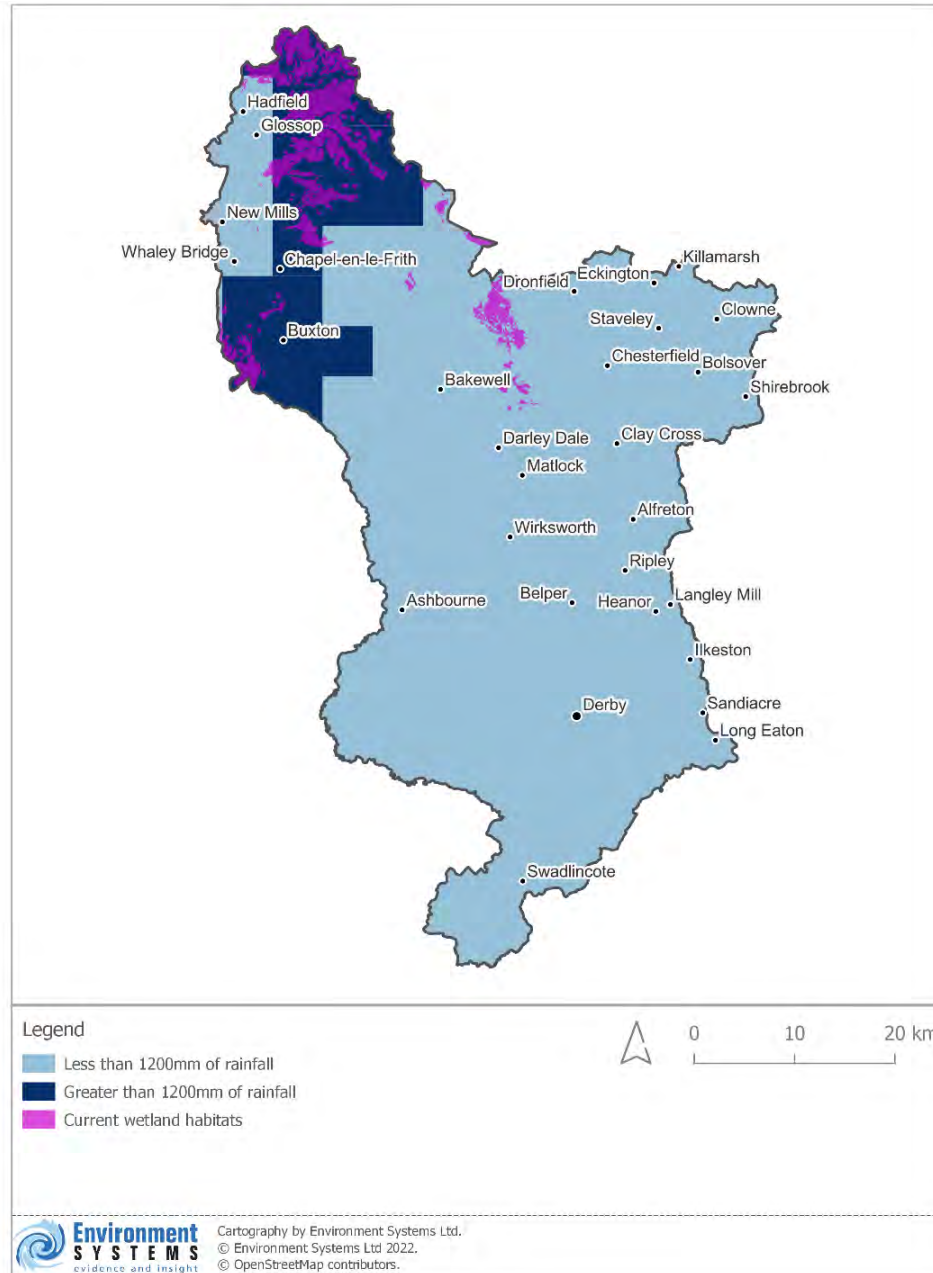 Hadfield
Glossop
New Mills
Whaley Bridge
Chapel-en-le-Frith
Killamarsh
Eckington
Dronfield
Clowne
Staveley
Buxton
Chesterfield
Bolsover
Bakewell
Shirebrook
Darley Dale
Clay Cross
Matlock
Alfreton
Wirksworth
Ripley
Belper
Ashbourne
Heanor
Langley Mill
Ilkeston
Derby
Sandiacre
Long Eaton
Swadlincote
Legend
Less than 1200mm of rainfall
Greater than 1200mm of rainfall
Current wetland habitats
0 10 20 km
Environment
SYSTEMS
evidence and insight
Cartography by Environment Systems Ltd.
© Environment Systems Ltd 2022.
© OpenStreetMap contributors.